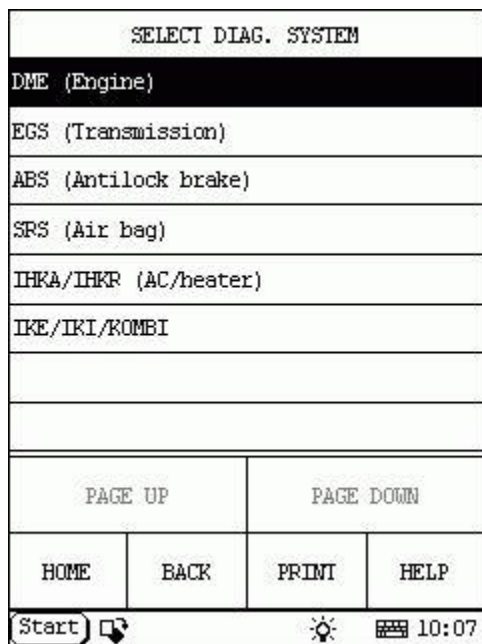 SELECT DIAG. SYSTEM
DME (Engine)
EGS (Transmission)
ABS (Antilock brake)
SRS (Air bag)
IHKA/IHKR (AC/heater)
IKE/IKI/KOMBI
PAGE UP PAGE DOWN
HOME BACK PRINT HELP
Start 10:07